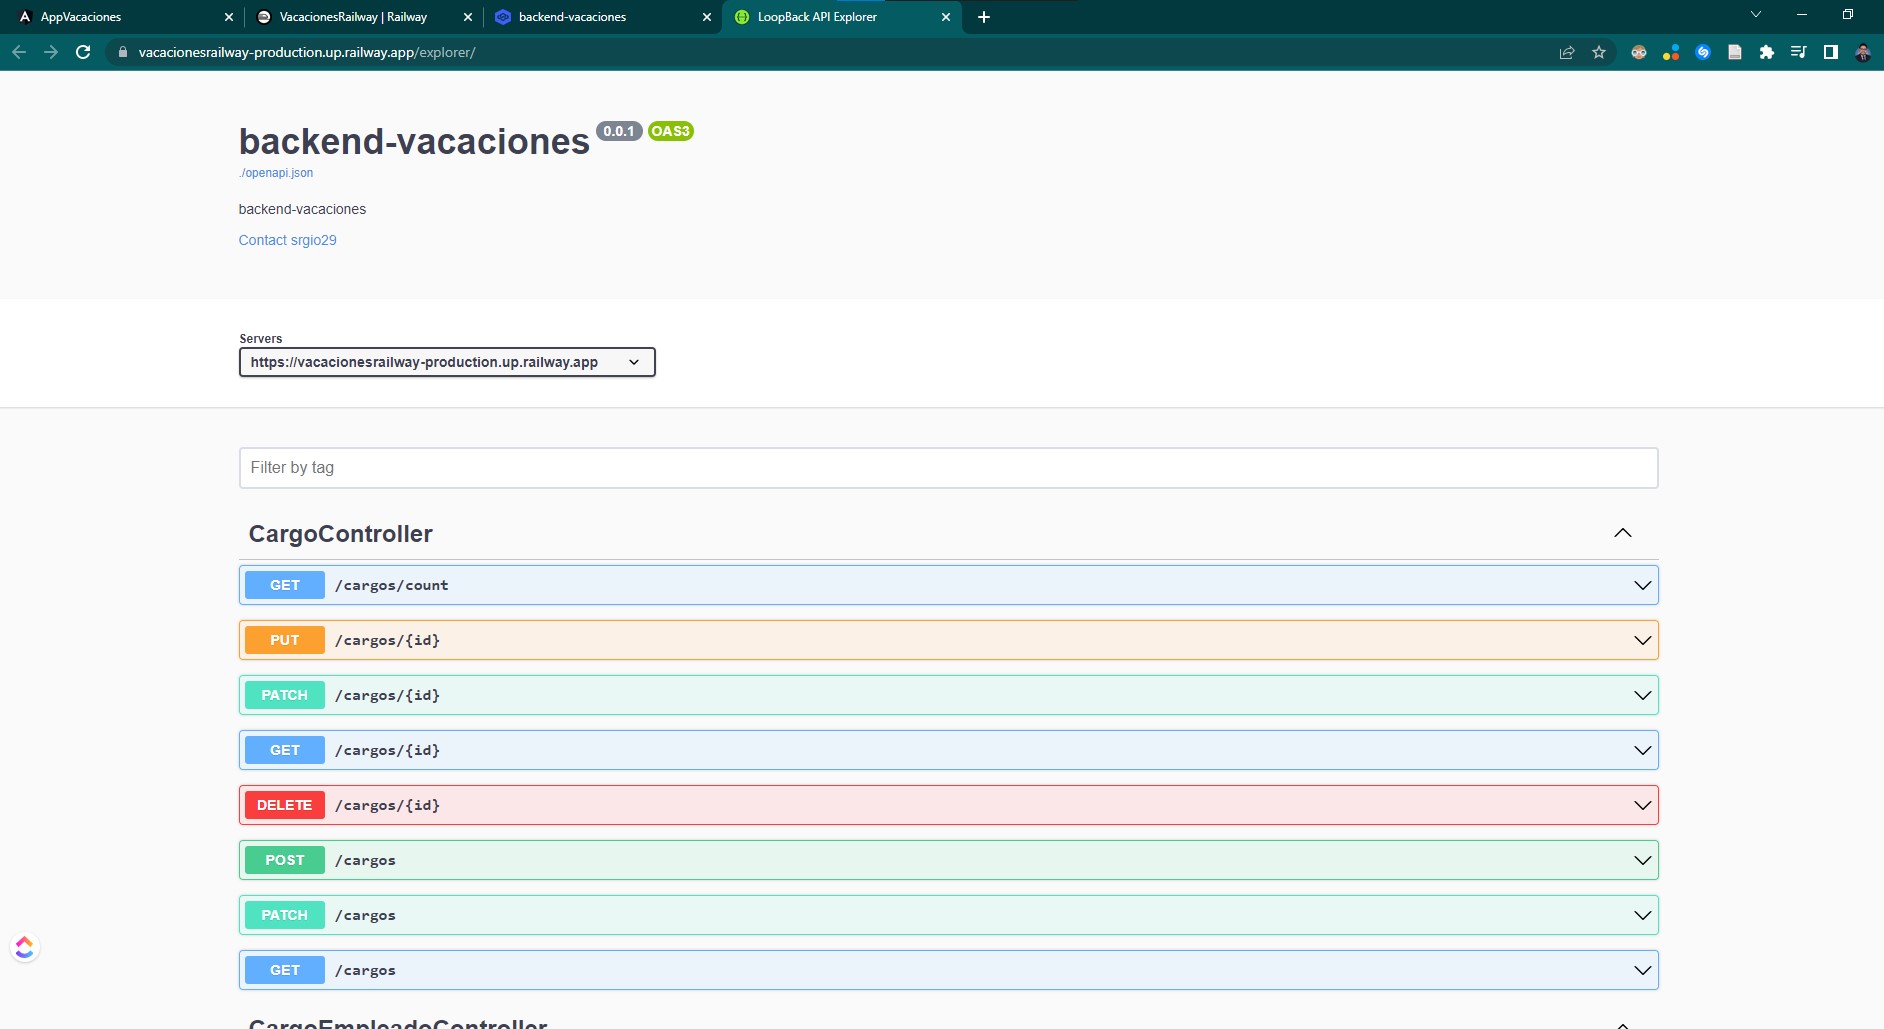 AppVacaciones
VacacionesRailway | Railway
backend-vacaciones
LoopBack API Explorer
vacacionesrailway-production.up.railway.app/explorer/
backend-vacaciones 0.0.1 OAS3
./openapi.json
backend-vacaciones
Contact srgio29
Servers
https://vacacionesrailway-production.up.railway.app
Filter by tag
CargoController
GET /cargos/count
PUT /cargos/{id}
PATCH /cargos/{id}
GET /cargos/{id}
DELETE /cargos/{id}
POST /cargos
PATCH /cargos
GET /cargos
CargoEmpleadoController